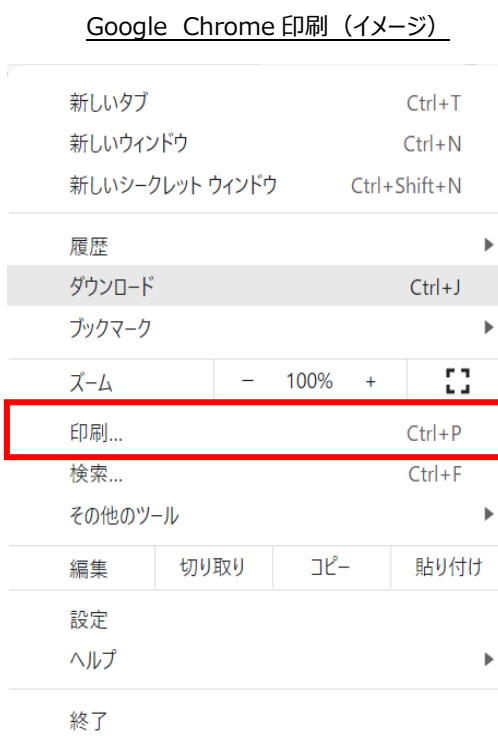 Google Chrome 印刷（イメージ）
新しいタブ Ctrl+T
新しいウィンドウ Ctrl+N
新しいシークレット ウィンドウ Ctrl+Shift+N
履歴
ダウンロード Ctrl+J
ブックマーク
ズーム － 100% +
印刷... Ctrl+P
検索... Ctrl+F
その他のツール
編集 切り取り コピー 貼り付け
設定
ヘルプ
終了